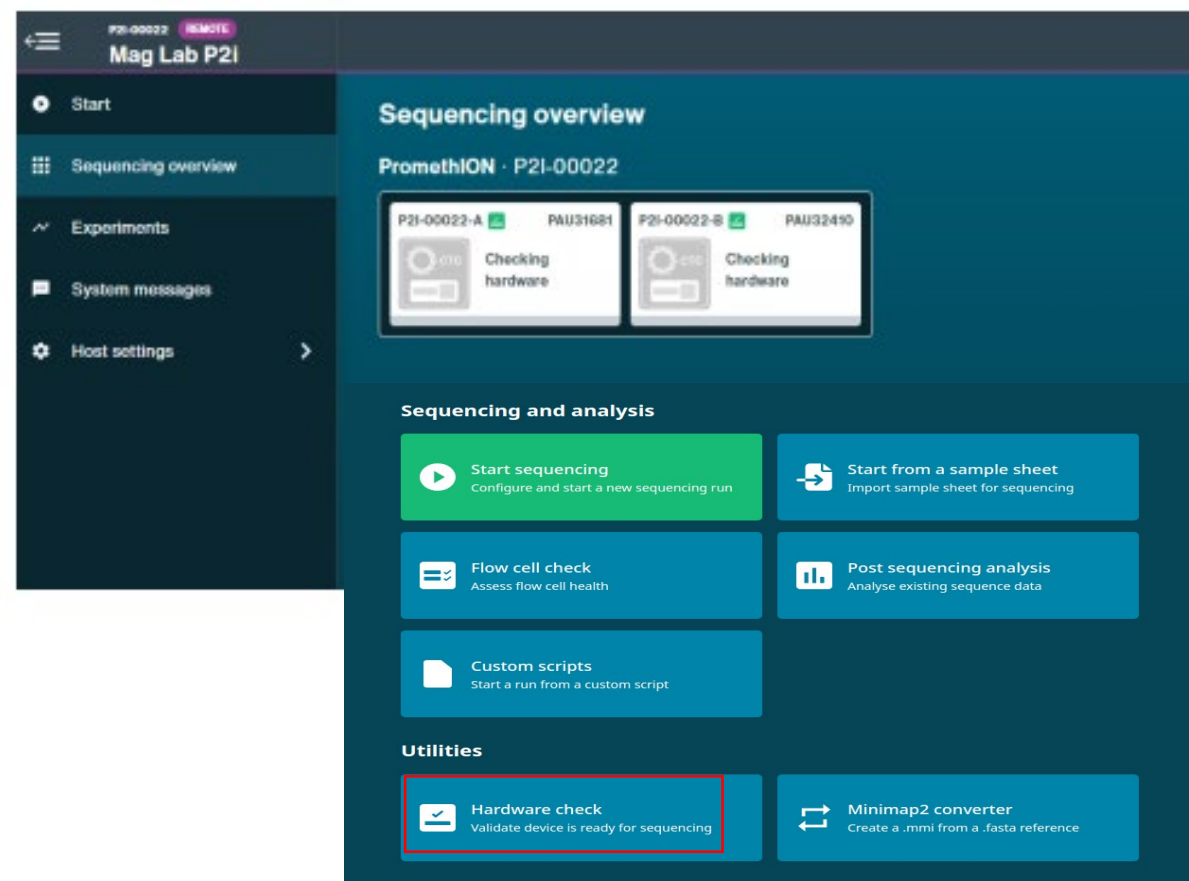 P2I-00022 REMOTE
Mag Lab P2i
Start
Sequencing overview
Experiments
System messages
Host settings
Sequencing overview
PromethION · P2I-00022
P2I-00022-A PAU31681
CTC
Checking
hardware
P2I-00022-B PAU32410
CTC
Checking
hardware
Sequencing and analysis
Start sequencing
Configure and start a new sequencing run
Start from a sample sheet
Import sample sheet for sequencing
Flow cell check
Assess flow cell health
Post sequencing analysis
Analyse existing sequence data
Custom scripts
Start a run from a custom script
Utilities
Hardware check
Validate device is ready for sequencing
Minimap2 converter
Create a .mmi from a .fasta reference